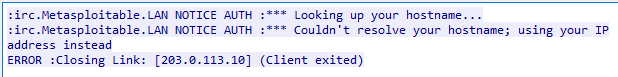 :irc.Metasploitable.LAN NOTICE AUTH :*** Looking up your hostname...
:irc.Metasploitable.LAN NOTICE AUTH :*** Couldn't resolve your hostname; using your IP
address instead
ERROR :Closing Link: [203.0.113.10] (Client exited)